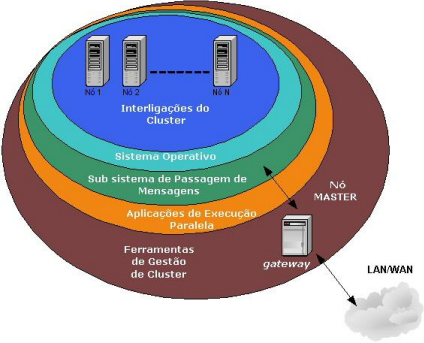 Nó 1
Nó 2
Nó N
Interligações do
Cluster
Sistema Operativo
Sub sistema de Passagem de
Mensagens
Aplicações de Execução
Paralela
Nó
MASTER
Ferramentas
de Gestão
de Cluster
gateway
LAN/WAN